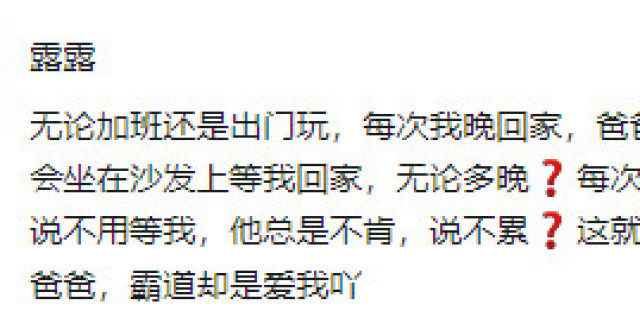 露露
无论加班还是出门玩，每次我晚回家，爸
会坐在沙发上等我回家，无论多晚❓每次
说不用等我，他总是不肯，说不累❓这就
爸爸，霸道却是爱我吖